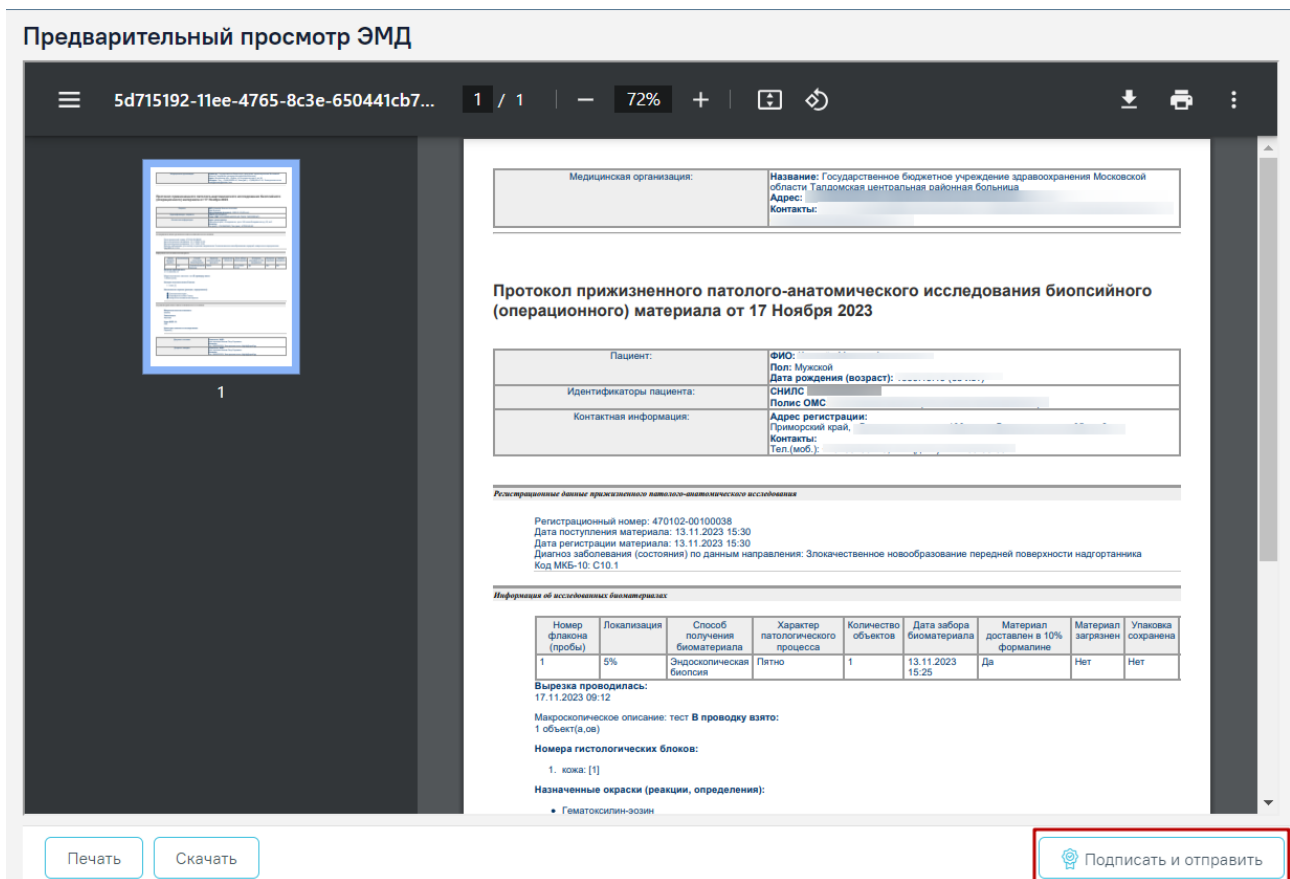 Предварительный просмотр ЭМД
5d715192-11ee-4765-8c3e-650441cb7...
1 / 1
72%
1
Медицинская организация:
Название: Государственное бюджетное учреждение здравоохранения Московской
области Талдомская центральная районная больница
Адрес:
Контакты:
Протокол прижизненного патолого-анатомического исследования биопсийного
(операционного) материала от 17 Ноября 2023
Пациент:
ФИО:
Пол: Мужской
Дата рождения (возраст):
Идентификаторы пациента:
СНИЛС
Полис ОМС
Контактная информация:
Адрес регистрации:
Приморский край,
Контакты:
Тел.(моб.):
Регистрационные данные прижизненного патолого-анатомического исследования
Регистрационный номер: 470102-00100038
Дата поступления материала: 13.11.2023 15:30
Дата регистрации материала: 13.11.2023 15:30
Диагноз заболевания (состояния) по данным направления: Злокачественное новообразование передней поверхности надгортанника
Код МКБ-10: C10.1
Информация об исследованных биоматериалах
Номер флакона (пробы) Локализация Способ получения биоматериала Характер патологического процесса Количество объектов Дата забора биоматериала Материал доставлен в 10% формалине Материал загрязнен Упаковка сохранена
1 5% Эндоскопическая биопсия Пятно 1 13.11.2023 15:25 Да Нет Нет
Вырезка проводилась:
17.11.2023 09:12
Макроскопическое описание: тест В проводку взято:
1 объект(а,ов)
Номера гистологических блоков:
1. кожа: [1]
Назначенные окраски (реакции, определения):
• Гематоксилин-эозин
Печать
Скачать
Подписать и отправить